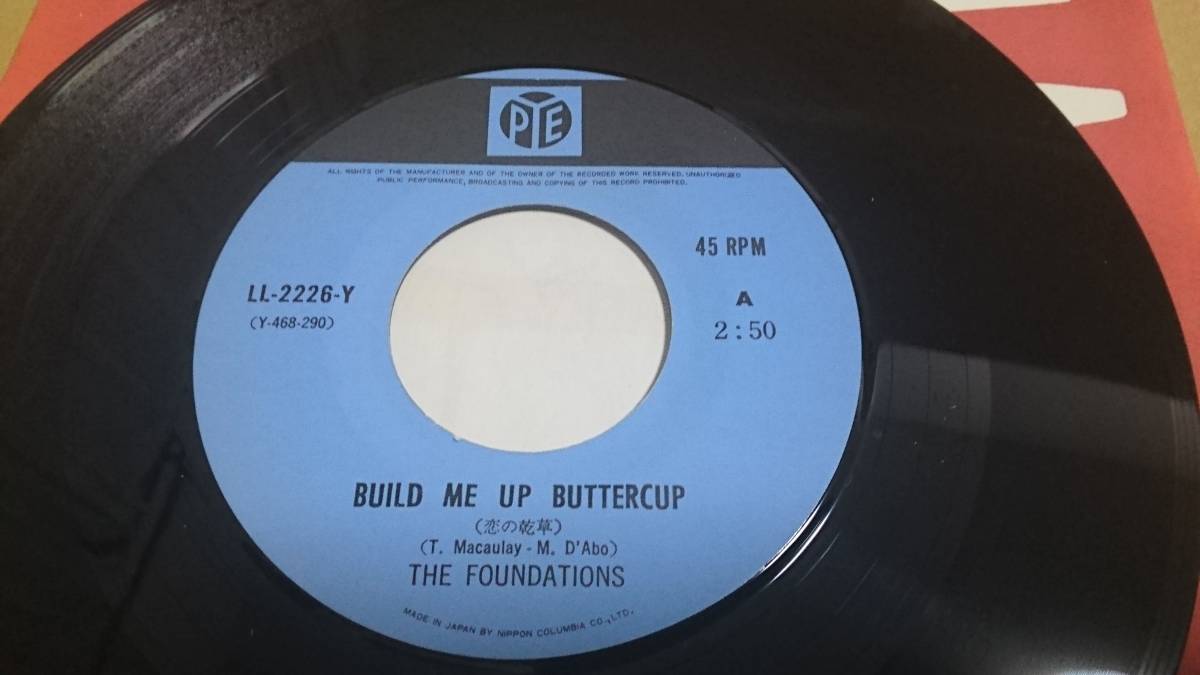 PYE
ALL RIGHTS OF THE MANUFACTURER AND OF THE OWNER OF THE RECORDED WORK RESERVED. UNAUTHORIZED
PUBLIC PERFORMANCE, BROADCASTING AND COPYING OF THIS RECORD PROHIBITED.
45 RPM
LL-2226-Y
(Y-468-290)
A
2:50
BUILD ME UP BUTTERCUP
(恋の乾草)
(T. Macaulay - M. D'Abo)
THE FOUNDATIONS
MADE IN JAPAN BY NIPPON COLUMBIA CO., LTD.